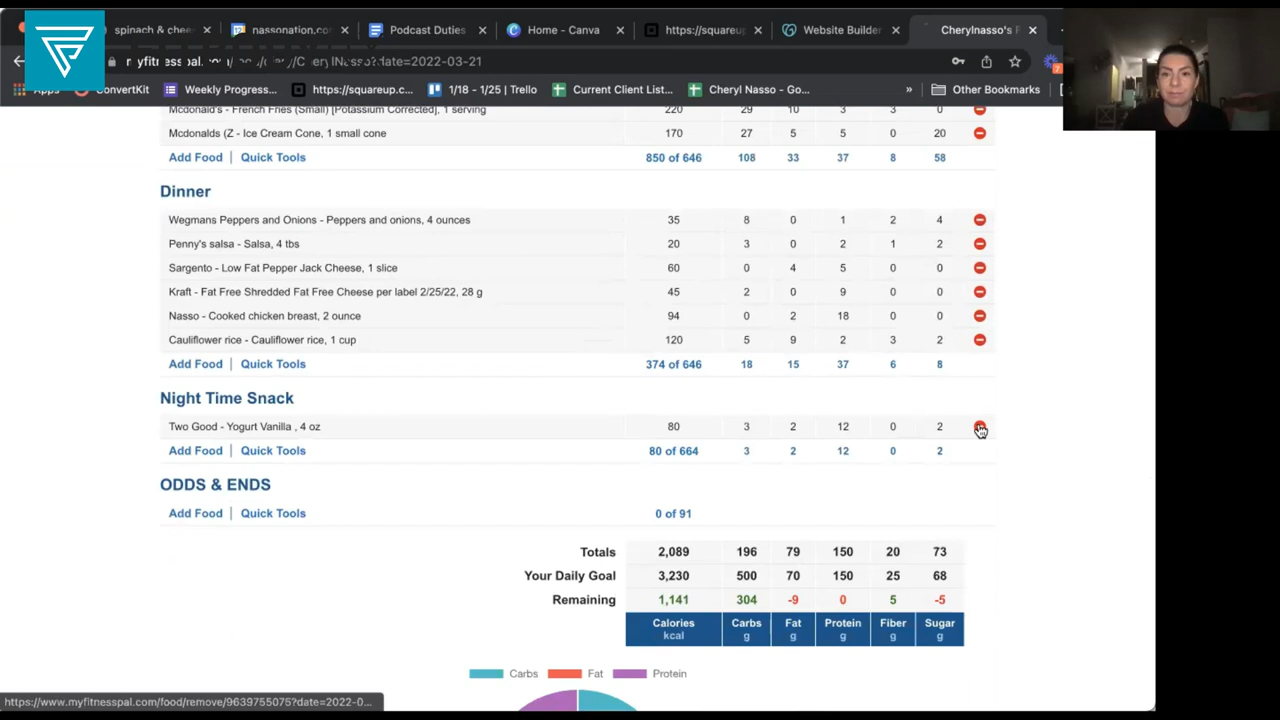 spinach & chee × nassonation.co × Podcast Duties × Home - Canva × https://squareup × Website Builder × Cherylnasso's F ×
myfitnesspal.com date=2022-03-21
Apps ConvertKit Weekly Progress... https://squareup.c... 1/18 - 1/25 | Trello Current Client List... Cheryl Nasso - Go... » Other Bookmarks
Mcdonald's - French Fries (Small) [Potassium Corrected], 1 serving 220 29 10 3 3 0
Mcdonalds (Z - Ice Cream Cone, 1 small cone 170 27 5 5 0 20
Add Food | Quick Tools 850 of 646 108 33 37 8 58
Dinner
Wegmans Peppers and Onions - Peppers and onions, 4 ounces 35 8 0 1 2 4
Penny's salsa - Salsa, 4 tbs 20 3 0 2 1 2
Sargento - Low Fat Pepper Jack Cheese, 1 slice 60 0 4 5 0 0
Kraft - Fat Free Shredded Fat Free Cheese per label 2/25/22, 28 g 45 2 0 9 0 0
Nasso - Cooked chicken breast, 2 ounce 94 0 2 18 0 0
Cauliflower rice - Cauliflower rice, 1 cup 120 5 9 2 3 2
Add Food | Quick Tools 374 of 646 18 15 37 6 8
Night Time Snack
Two Good - Yogurt Vanilla , 4 oz 80 3 2 12 0 2
Add Food | Quick Tools 80 of 664 3 2 12 0 2
ODDS & ENDS
Add Food | Quick Tools 0 of 91
Totals 2,089 196 79 150 20 73
Your Daily Goal 3,230 500 70 150 25 68
Remaining 1,141 304 -9 0 5 -5
Calories Carbs Fat Protein Fiber Sugar
kcal g g g g g
Carbs Fat Protein
https://www.myfitnesspal.com/food/remove/9639755075?date=2022-0...